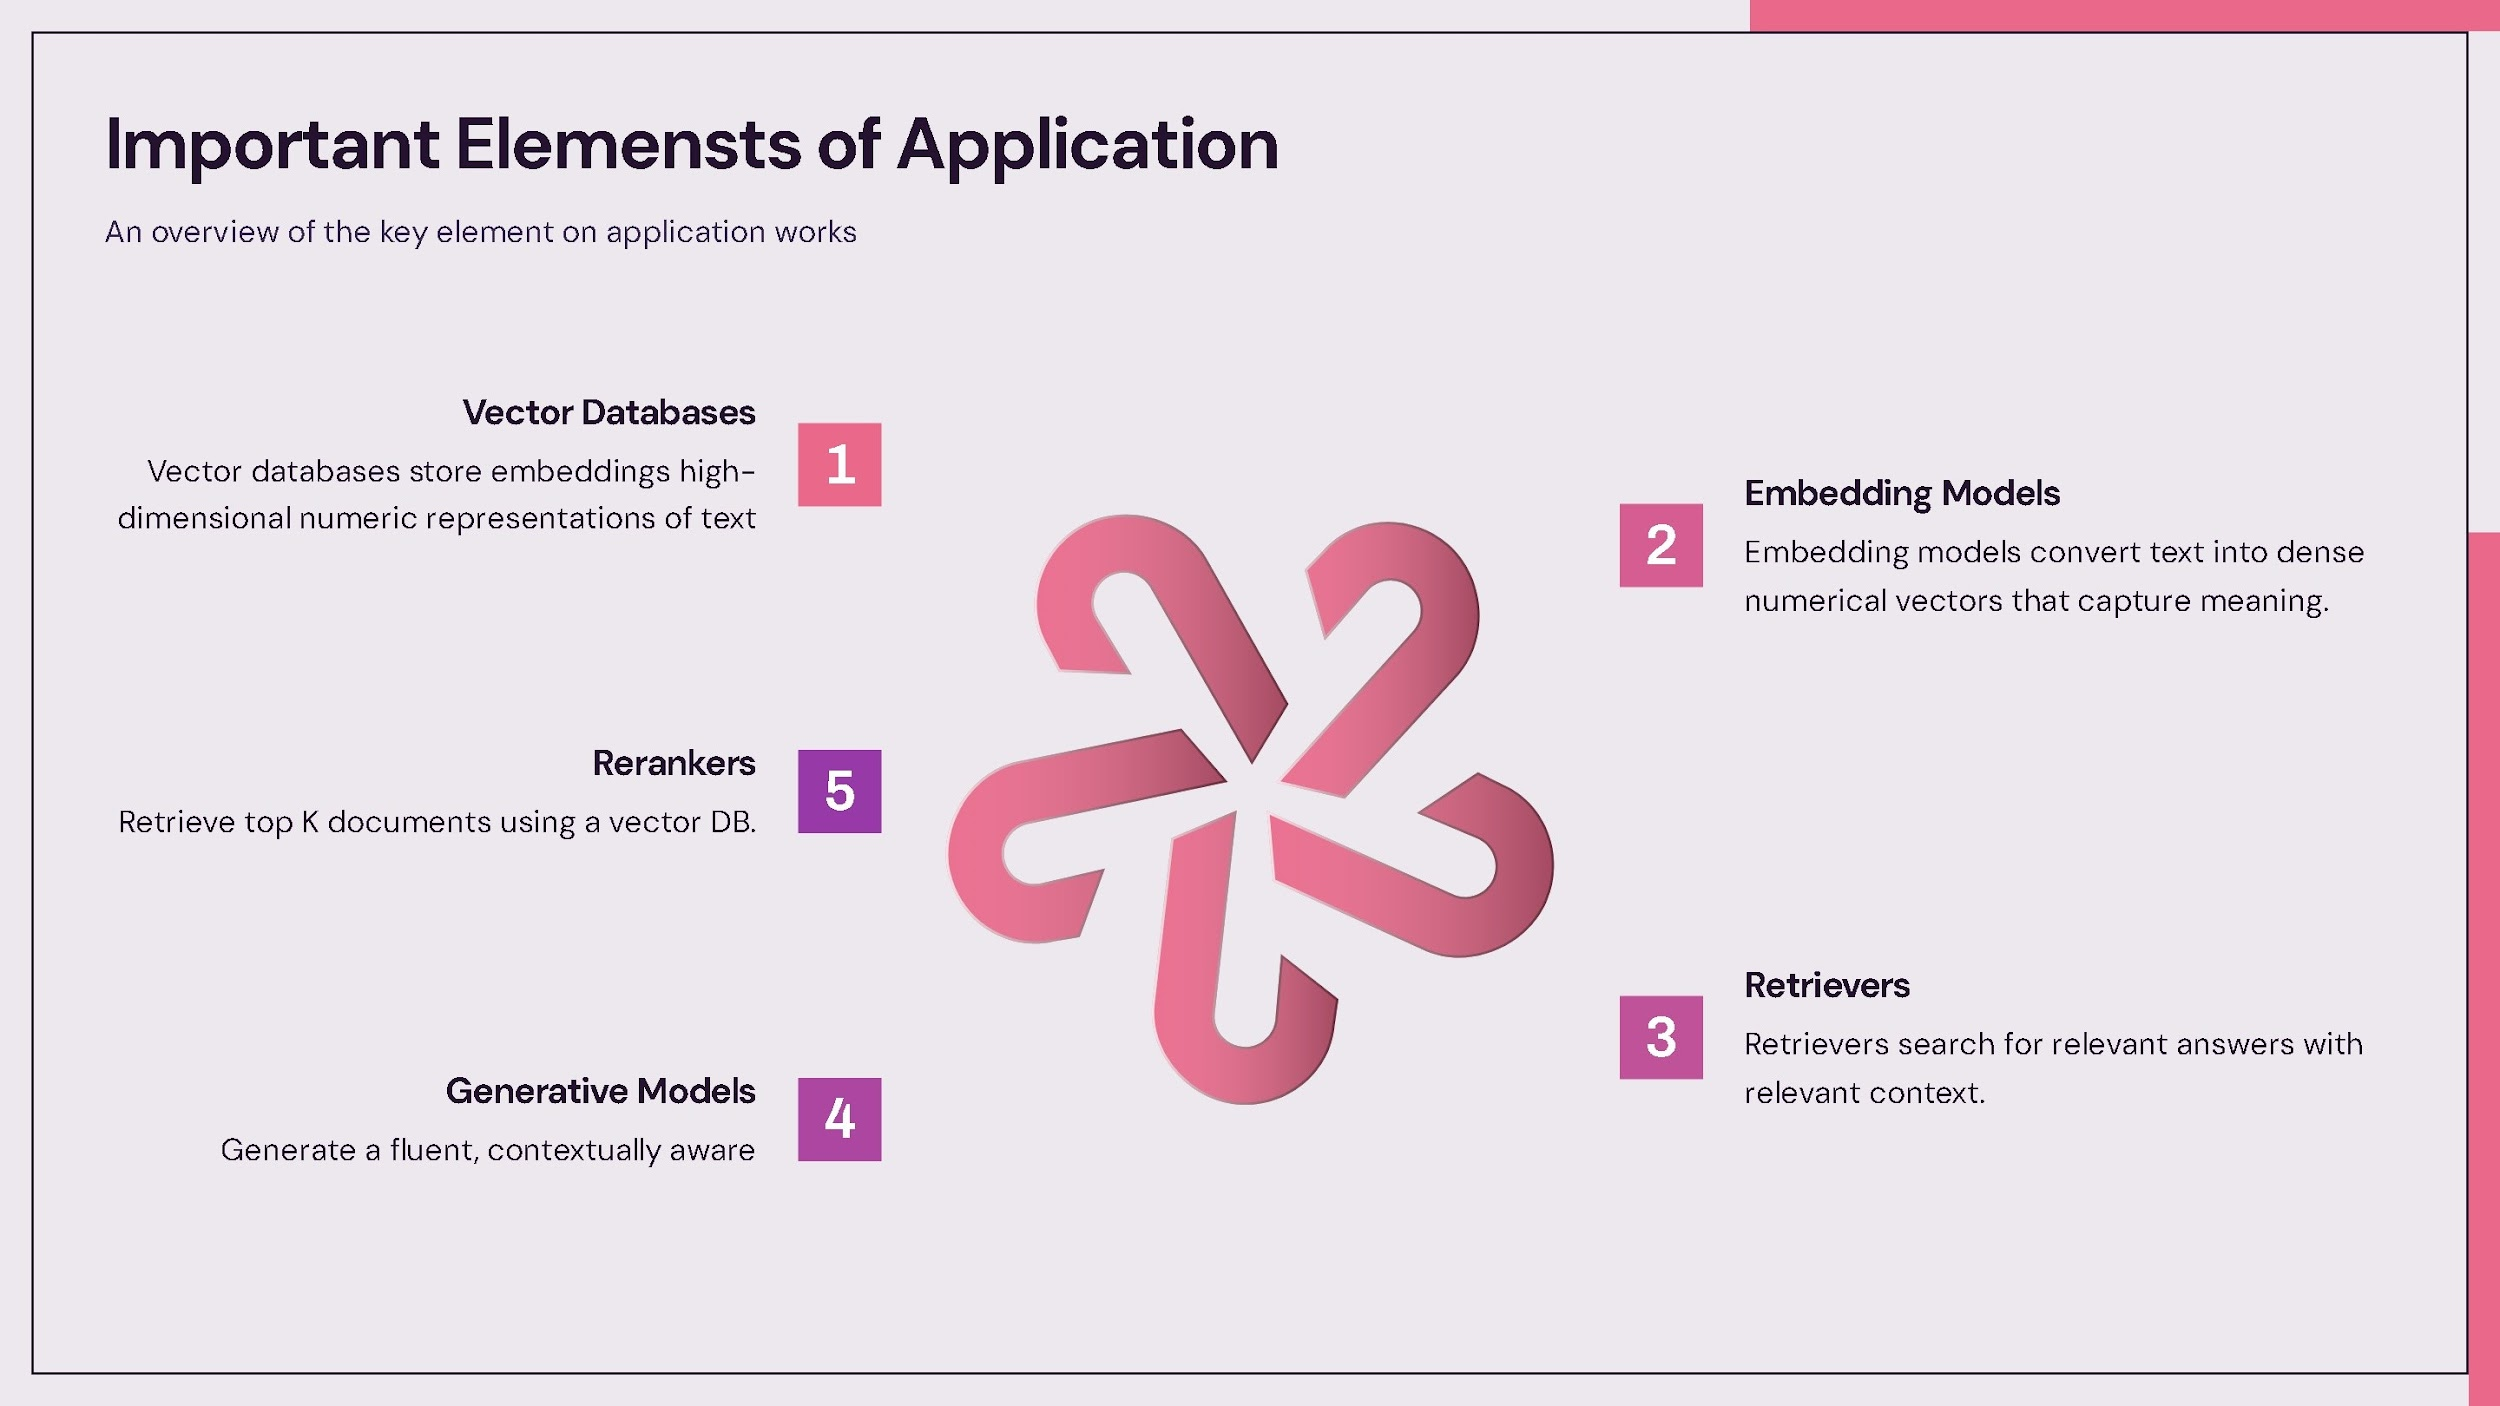 Important Elemensts of Application
An overview of the key element on application works
Vector Databases
Vector databases store embeddings high-
dimensional numeric representations of text
1
2
Embedding Models
Embedding models convert text into dense
numerical vectors that capture meaning.
Rerankers
Retrieve top K documents using a vector DB.
5
3
Retrievers
Retrievers search for relevant answers with
relevant context.
Generative Models
Generate a fluent, contextually aware
4